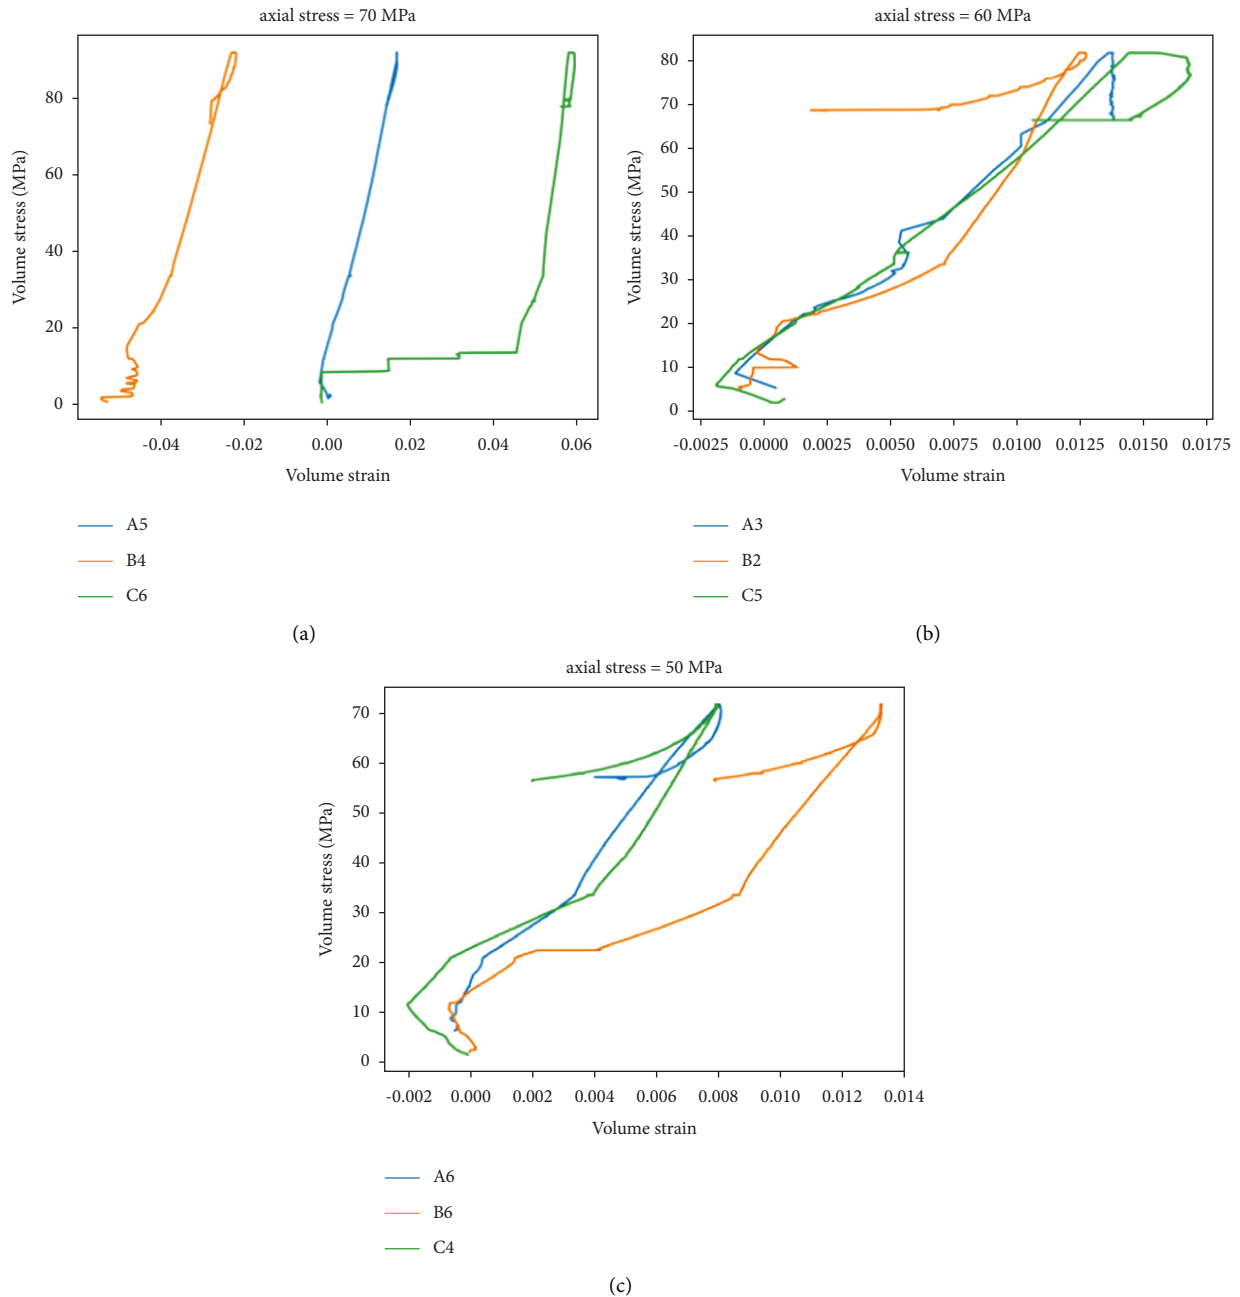 axial stress = 70 MPa
80
60
40
20
0
Volume stress (MPa)
-0.04 -0.02 0.00 0.02 0.04 0.06
Volume strain
A5
B4
C6
(a)
axial stress = 60 MPa
80
70
60
50
40
30
20
10
0
Volume stress (MPa)
-0.0025 0.0000 0.0025 0.0050 0.0075 0.0100 0.0125 0.0150 0.0175
Volume strain
A3
B2
C5
(b)
axial stress = 50 MPa
70
60
50
40
30
20
10
0
Volume stress (MPa)
-0.002 0.000 0.002 0.004 0.006 0.008 0.010 0.012 0.014
Volume strain
A6
B6
C4
(c)